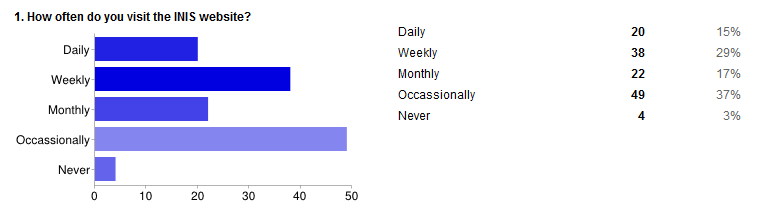 1. How often do you visit the INIS website?
Daily
Weekly
Monthly
Occassionally
Never
0 10 20 30 40 50
Daily 20 15%
Weekly 38 29%
Monthly 22 17%
Occassionally 49 37%
Never 4 3%